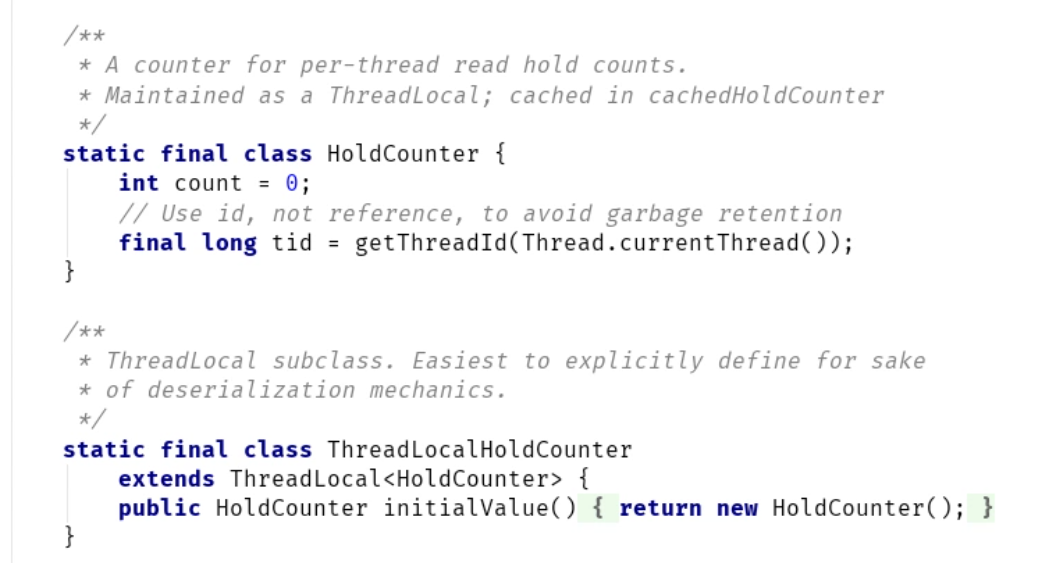 /**
* A counter for per-thread read hold counts.
* Maintained as a ThreadLocal; cached in cachedHoldCounter
*/
static final class HoldCounter {
int count = 0;
// Use id, not reference, to avoid garbage retention
final long tid = getThreadId(Thread.currentThread());
}
/**
* ThreadLocal subclass. Easiest to explicitly define for sake
* of deserialization mechanics.
*/
static final class ThreadLocalHoldCounter
extends ThreadLocal<HoldCounter> {
public HoldCounter initialValue() { return new HoldCounter(); }
}